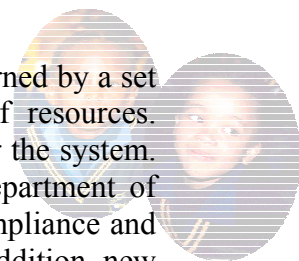 rned by a set
f resources.
the system.
epartment of
mpliance and
ddition, new